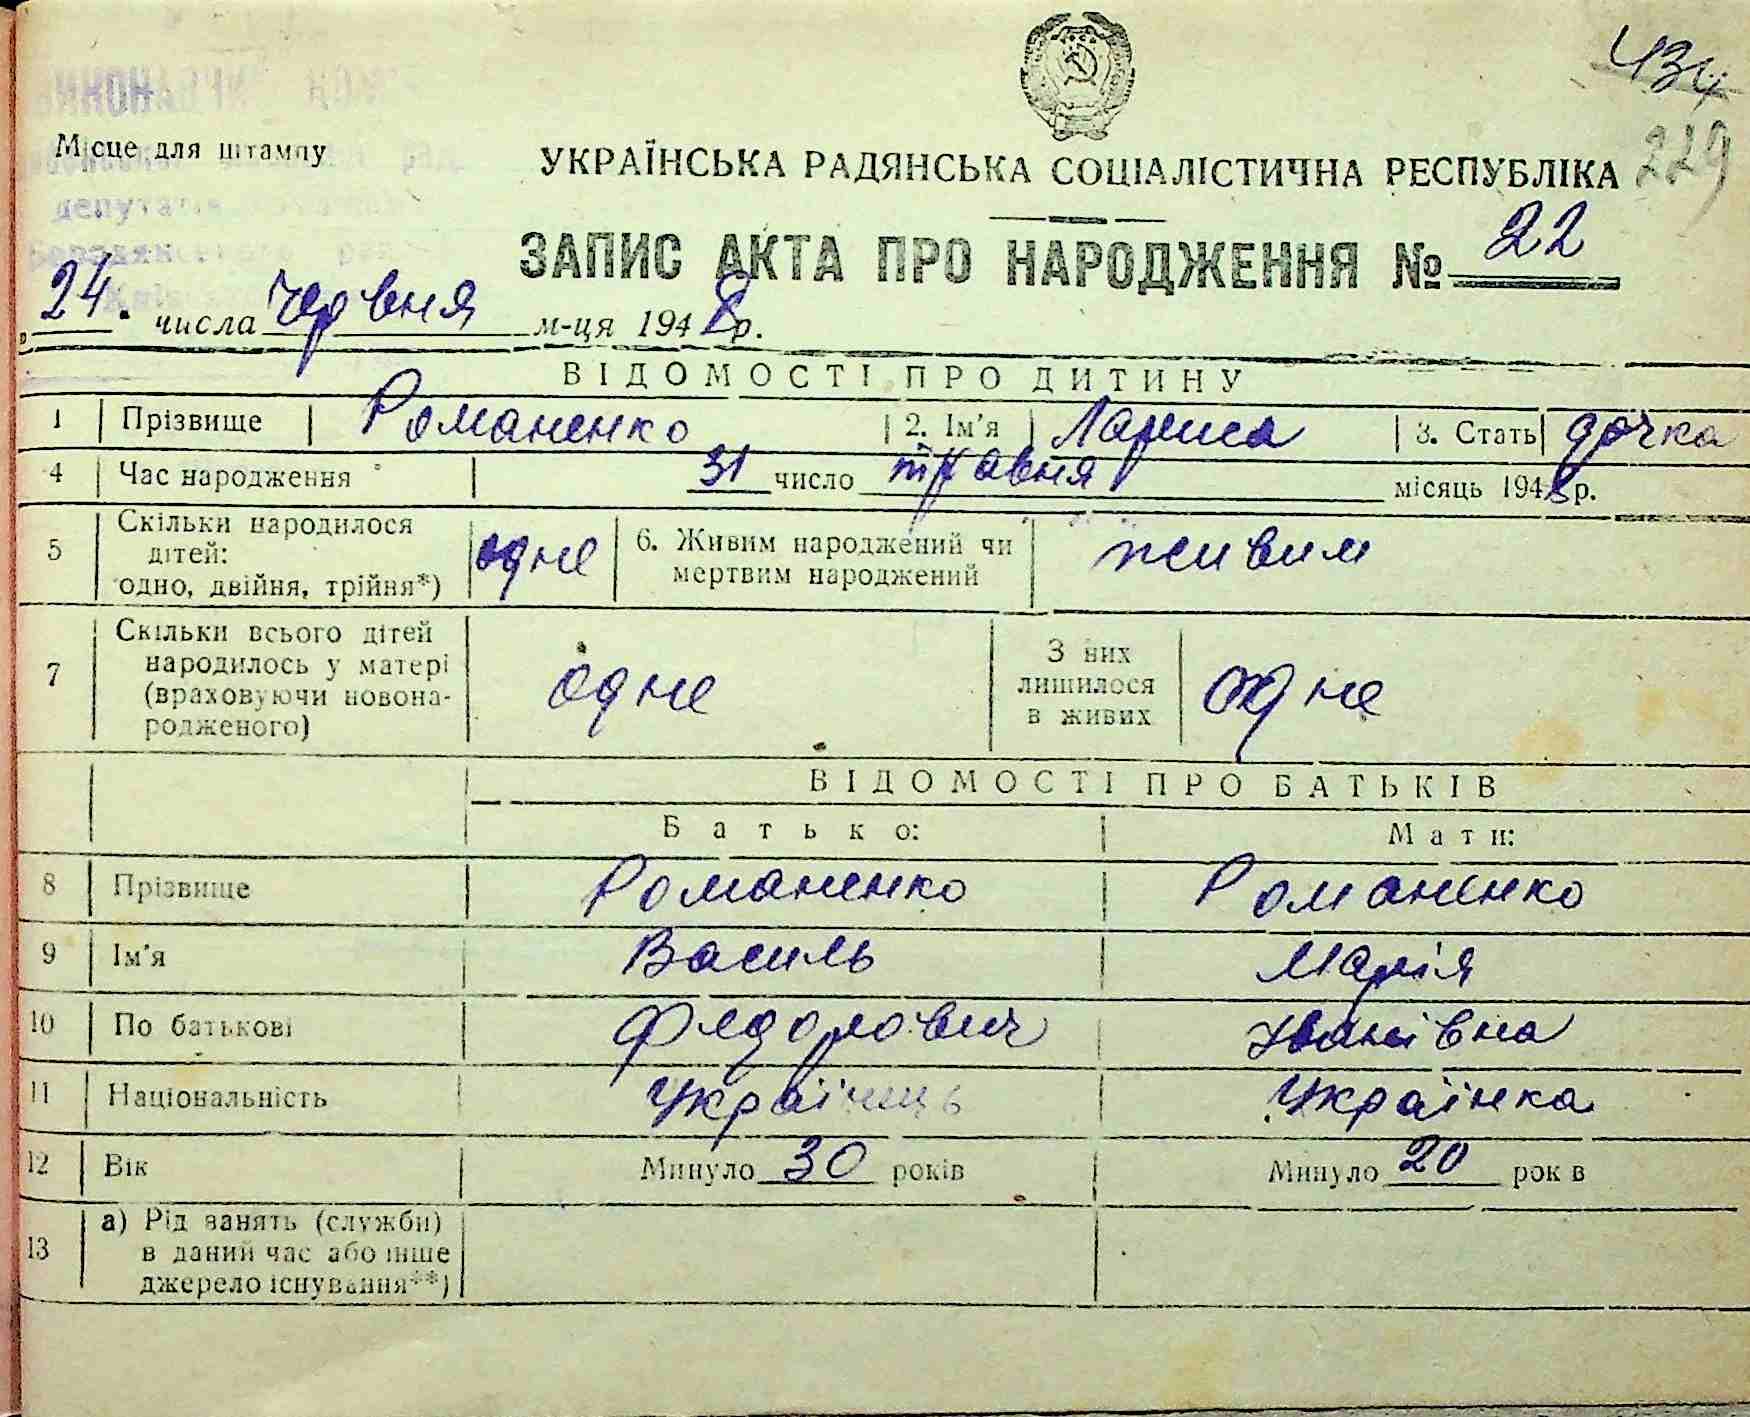 434
229
Місце для штампу
УКРАЇНСЬКА РАДЯНСЬКА СОЦІАЛІСТИЧНА РЕСПУБЛІКА
депутатів
ЗАПИС АКТА ПРО НАРОДЖЕННЯ № 22
„24" числа червня м-ця 1948 р.
ВІДОМОСТІ ПРО ДИТИНУ
1 Прізвище Романенко 2. Ім'я Лариса 3. Стать дочка
4 Час народження 31 число травня місяць 1948 р.
5 Скільки народилося дітей: одно, двійня, трійня*) одне 6. Живим народжений чи мертвим народжений живим
7 Скільки всього дітей народилось у матері (враховуючи новона-родженого) одне З них лишилося в живих одне
ВІДОМОСТІ ПРО БАТЬКІВ
Батько: Мати:
8 Прізвище Романенко Романенко
9 Ім'я Василь Марія
10 По батькові Федорович Іванівна
11 Національність Українець Українка
12 Вік Минуло 30 років Минуло 20 рок в
13 а) Рід занять (служби) в даний час або інше джерело існування**)